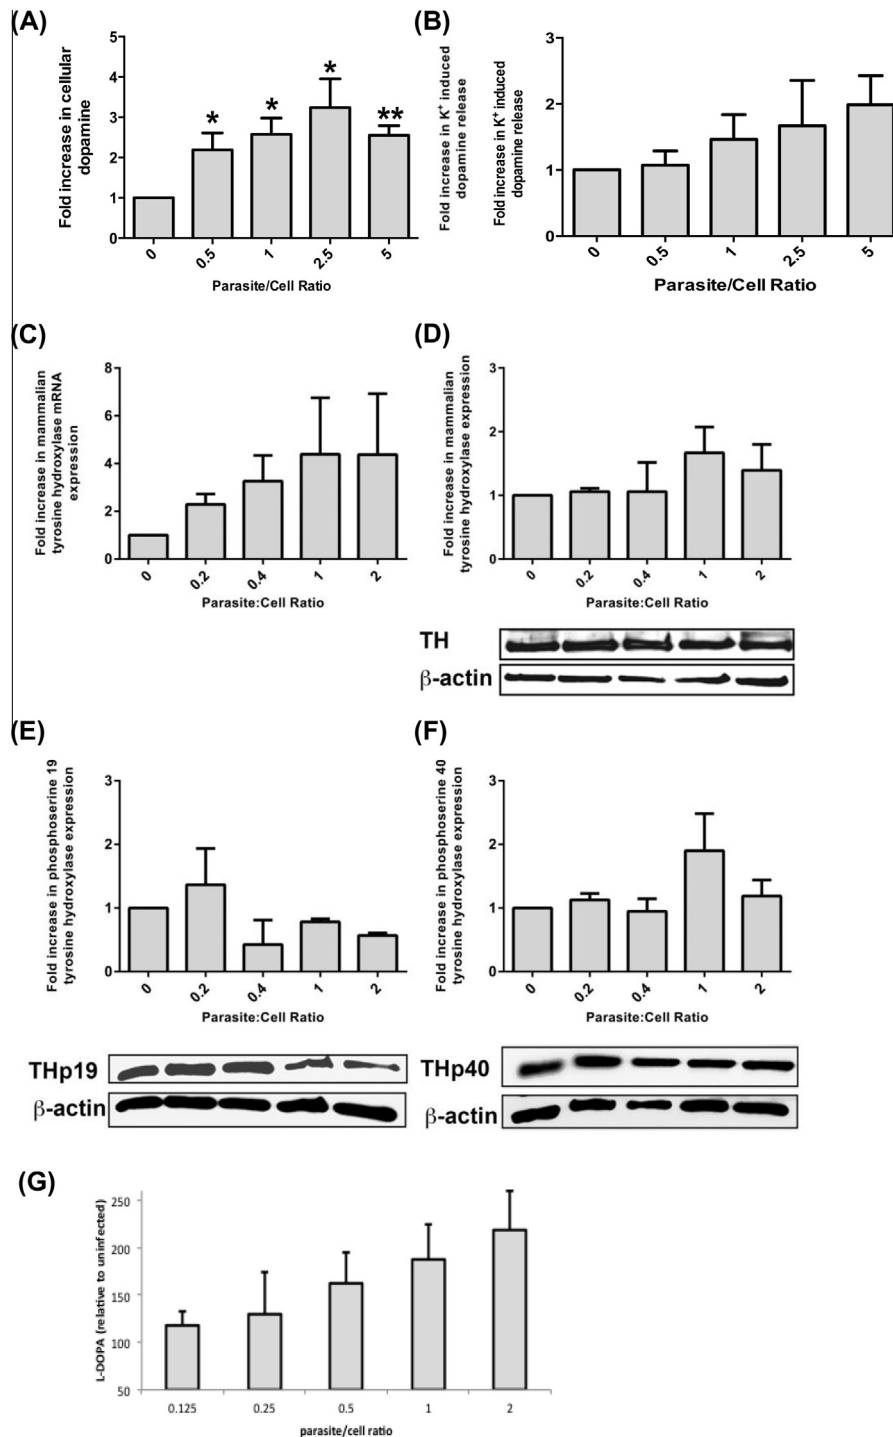 (A)
Fold increase in cellular
dopamine
5
4
3
2
1
0
*
*
*
**
0
0.5
1
2.5
5
Parasite/Cell Ratio
(B)
Fold increase in K+ induced
dopamine release
Fold increase in K+ induced
dopamine release
3
2
1
0
0
0.5
1
2.5
5
Parasite/Cell Ratio
(C)
Fold increase in mammalian
tyrosine hydroxylase mRNA
expression
8
6
4
2
0
0
0.2
0.4
1
2
Parasite:Cell Ratio
(D)
Fold increase in mammalian
tyrosine hydroxylase expression
3
2
1
0
0
0.2
0.4
1
2
Parasite:Cell Ratio
TH
β-actin
(E)
Fold increase in phosphoserine 19
tyrosine hydroxylase expression
3
2
1
0
0
0.2
0.4
1
2
Parasite:Cell Ratio
THp19
β-actin
(F)
Fold increase in phosphoserine 40
tyrosine hydroxylase expression
3
2
1
0
0
0.2
0.4
1
2
Parasite:Cell Ratio
THp40
β-actin
(G)
L-DOPA (relative to uninfected)
250
200
150
100
50
0.125
0.25
0.5
1
2
parasite/cell ratio